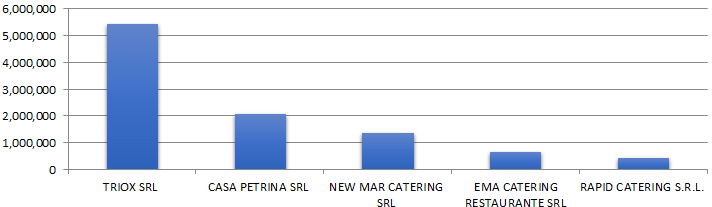 6,000,000
5,000,000
4,000,000
3,000,000
2,000,000
1,000,000
0
TRIOX SRL
CASA PETRINA SRL
NEW MAR CATERING
SRL
EMA CATERING
RESTAURANTE SRL
RAPID CATERING S.R.L.